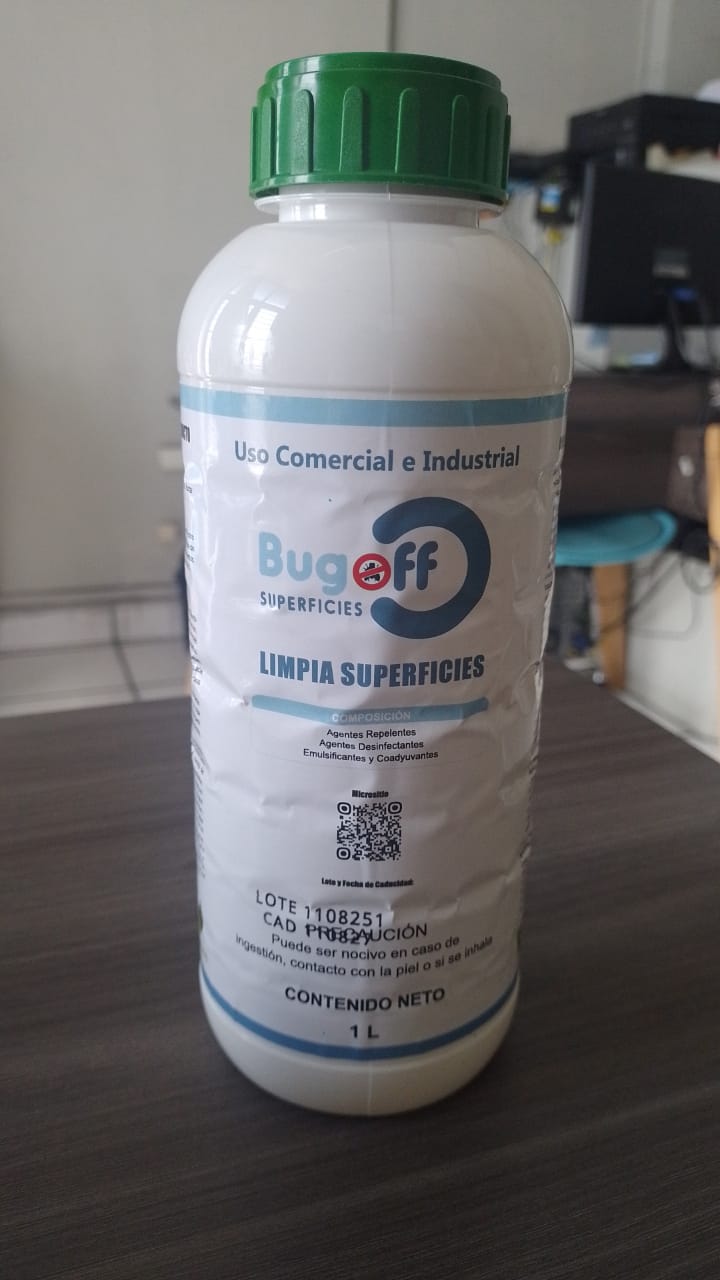 Uso Comercial e Industrial
Bugoff
SUPERFICIES
LIMPIA SUPERFICIES
COMPOSICIÓN
Agentes Repelentes
Agentes Desinfectantes
Emulsificantes y Coadyuvantes
Micrositio
Lote y Fecha de Caducidad:
LOTE 1108251
CAD 110827
PRECAUCIÓN
Puede ser nocivo en caso de
ingestión, contacto con la piel o si se inhala
CONTENIDO NETO
1 L